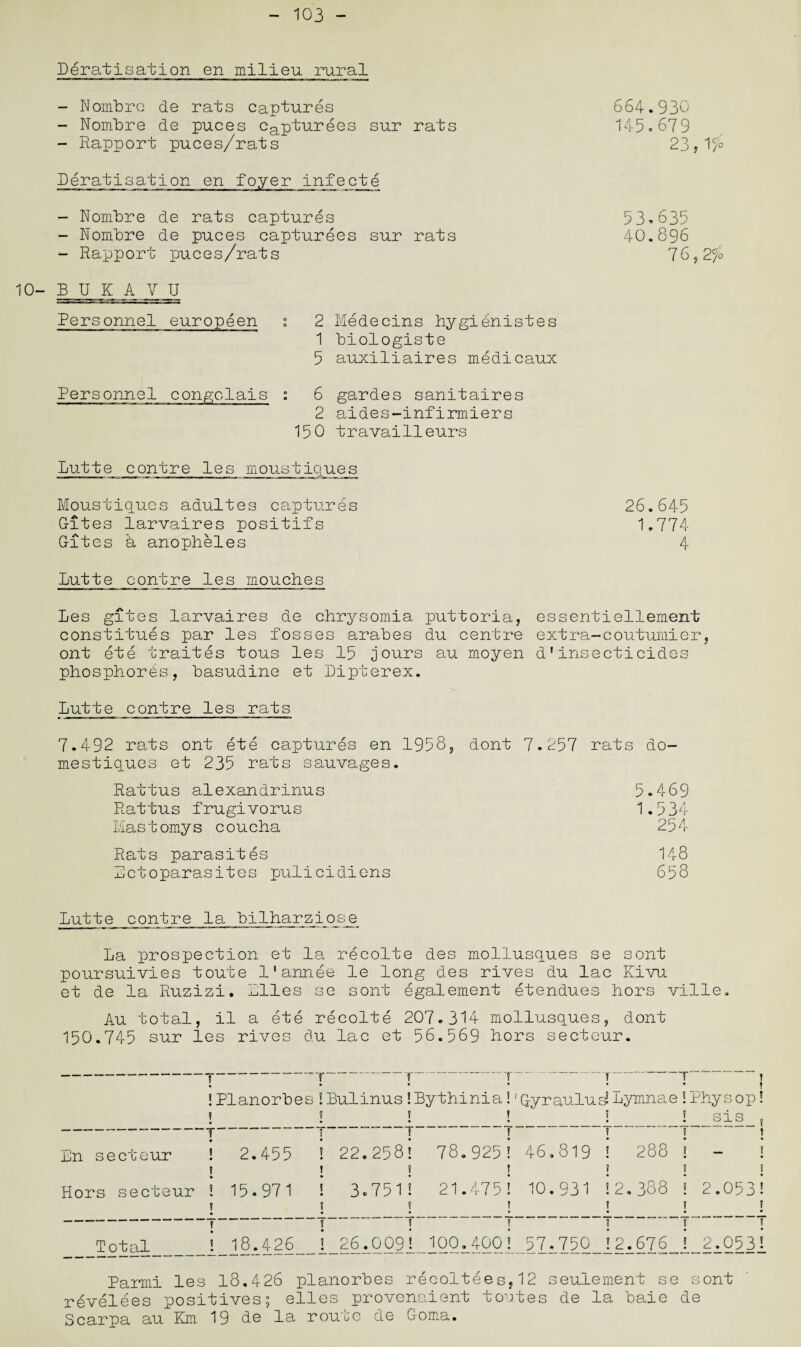 - 103 -
Dératisation en milieu rural
- Nombre de rats capturés 664.930
- Nombre de puces capturées sur rats 145.679
- Rapport puces/rats 23,1%
Dératisation en foyer infecté
- Nombre de rats capturés 53.635
- Nombre de puces capturées sur rats 40.896
- Rapport puces/rats 76,2%
10- B U K A V U
Personnel européen : 2 Médecins hygiénistes
1 biologiste
5 auxiliaires médicaux
Personnel congolais : 6 gardes sanitaires
2 aides-infirmiers
150 travailleurs
Lutte contre les moustiques
Moustiques adultes capturés 26.645
Gîtes larvaires positifs 1.774
Gîtes à anophèles 4
Lutte contre les mouches
Les gîtes larvaires de chrysomia puttoria, essentiellement
constitués par les fosses arabes du centre extra-coutumier,
ont été traités tous les 15 jours au moyen d'insecticides
phosphorés, basudine et Dipterex.
Lutte contre les rats
7.492 rats ont été capturés en 1958, dont 7.257 rats do-
mestiques et 235 rats sauvages.
Rattus alexandrinus 5.469
Rattus frugivorus 1.534
Mastomys coucha 254
Rats parasités 148
Ectoparasites pulicidiens 658
Lutte contre la bilharziose
La prospection et la récolte des mollusques se sont
poursuivies toute l'année le long des rives du lac Kivu
et de la Ruzizi. Elles se sont également étendues hors ville.
Au total, il a été récolté 207.314 mollusques, dont
150.745 sur les rives du lac et 56.569 hors secteur.
! Planorbes ! Bulinus ! Bythinia ! Gyraulus ! Lymnae ! Physop!
! ! ! ! ! ! sis !
En secteur ! 2.455 ! 22.258! 78.925! 46.819 ! 288 ! - !
Hors secteur ! 15.971 ! 3.751! 21.475! 10.931 !2.388 ! 2.053!
Total ! 18.426 ! 26.009! 100.400! 57.750 !2.676 ! 2.053!
Parmi les 18.426 planorbes récoltées,12 seulement se sont
révélées positives; elles provenaient toutes de la baie de
Scarpa au Km 19 de la route de Goma.